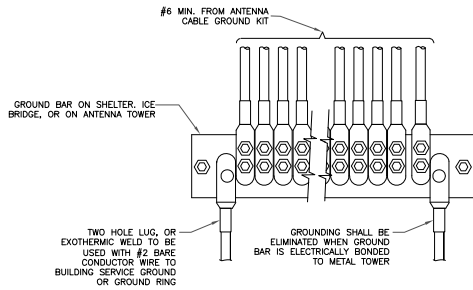 #6 MIN. FROM ANTENNA
CABLE GROUND KIT
GROUND BAR ON SHELTER. ICE
BRIDGE, OR ON ANTENNA TOWER
TWO HOLE LUG, OR
EXOTHERMIC WELD TO BE
USED WITH #2 BARE
CONDUCTOR WIRE TO
BUILDING SERVICE GROUND
OR GROUND RING
GROUNDING SHALL BE
ELIMINATED WHEN GROUND
BAR IS ELECTRICALLY BONDED
TO METAL TOWER